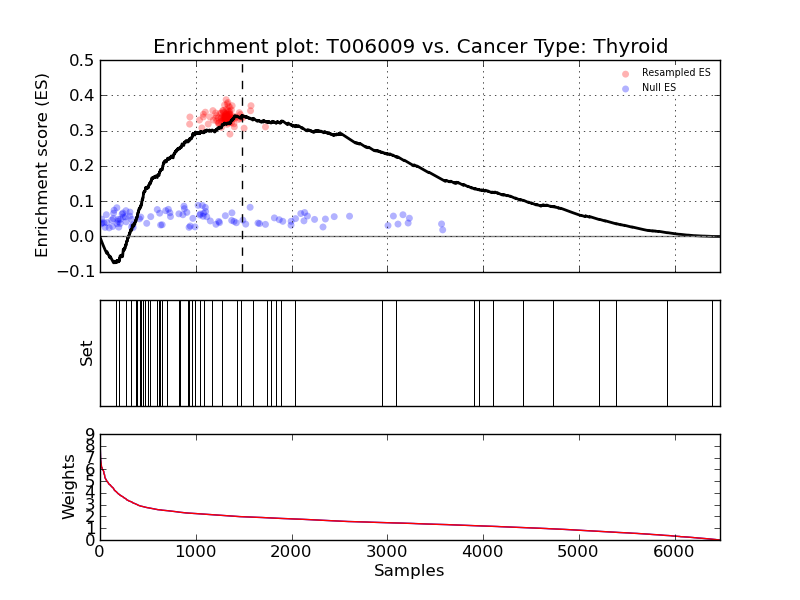 Enrichment plot: T006009 vs. Cancer Type: Thyroid
Enrichment score (ES)
0.5
0.4
0.3
0.2
0.1
0.0
−0.1
Resampled ES
Null ES
Set
Weights
9
8
7
6
5
4
3
2
1
0
0 1000 2000 3000 4000 5000 6000
Samples